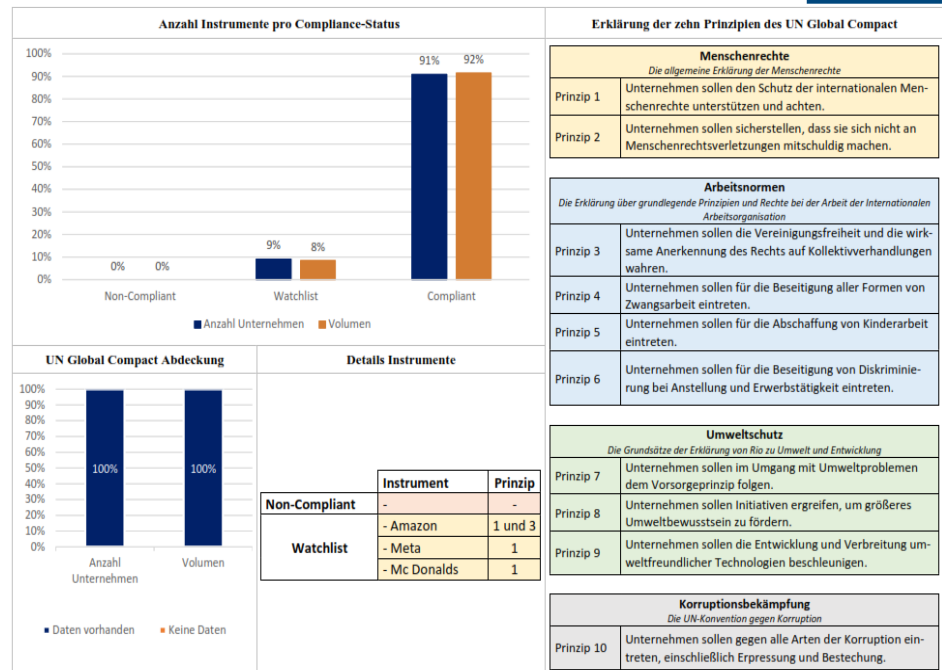 Anzahl Instrumente pro Compliance-Status
100%
90%
80%
70%
60%
50%
40%
30%
20%
10%
0%
0%
0%
9%
8%
91%
92%
Non-Compliant
Watchlist
Compliant
Anzahl Unternehmen
Volumen
UN Global Compact Abdeckung
100%
90%
80%
70%
60%
50%
40%
30%
20%
10%
0%
100%
100%
Anzahl
Unternehmen
Volumen
Daten vorhanden
Keine Daten
Details Instrumente
Instrument Prinzip
Non-Compliant - -
Watchlist
- Amazon 1 und 3
- Meta 1
- Mc Donalds 1
Erklärung der zehn Prinzipien des UN Global Compact
Menschenrechte
Die allgemeine Erklärung der Menschenrechte
Prinzip 1
Unternehmen sollen den Schutz der internationalen Men-
schenrechte unterstützen und achten.
Prinzip 2
Unternehmen sollen sicherstellen, dass sie sich nicht an
Menschenrechtsverletzungen mitschuldig machen.
Arbeitsnormen
Die Erklärung über grundlegende Prinzipien und Rechte bei der Arbeit der Internationalen
Arbeitsorganisation
Prinzip 3
Unternehmen sollen die Vereinigungsfreiheit und die wirk-
same Anerkennung des Rechts auf Kollektivverhandlungen
wahren.
Prinzip 4
Unternehmen sollen für die Beseitigung aller Formen von
Zwangsarbeit eintreten.
Prinzip 5
Unternehmen sollen für die Abschaffung von Kinderarbeit
eintreten.
Prinzip 6
Unternehmen sollen für die Beseitigung von Diskriminie-
rung bei Anstellung und Erwerbstätigkeit eintreten.
Umweltschutz
Die Grundsätze der Erklärung von Rio zu Umwelt und Entwicklung
Prinzip 7
Unternehmen sollen im Umgang mit Umweltproblemen
dem Vorsorgeprinzip folgen.
Prinzip 8
Unternehmen sollen Initiativen ergreifen, um größeres
Umweltbewusstsein zu fördern.
Prinzip 9
Unternehmen sollen die Entwicklung und Verbreitung um-
weltfreundlicher Technologien beschleunigen.
Korruptionsbekämpfung
Die UN-Konvention gegen Korruption
Prinzip 10
Unternehmen sollen gegen alle Arten der Korruption ein-
treten, einschließlich Erpressung und Bestechung.